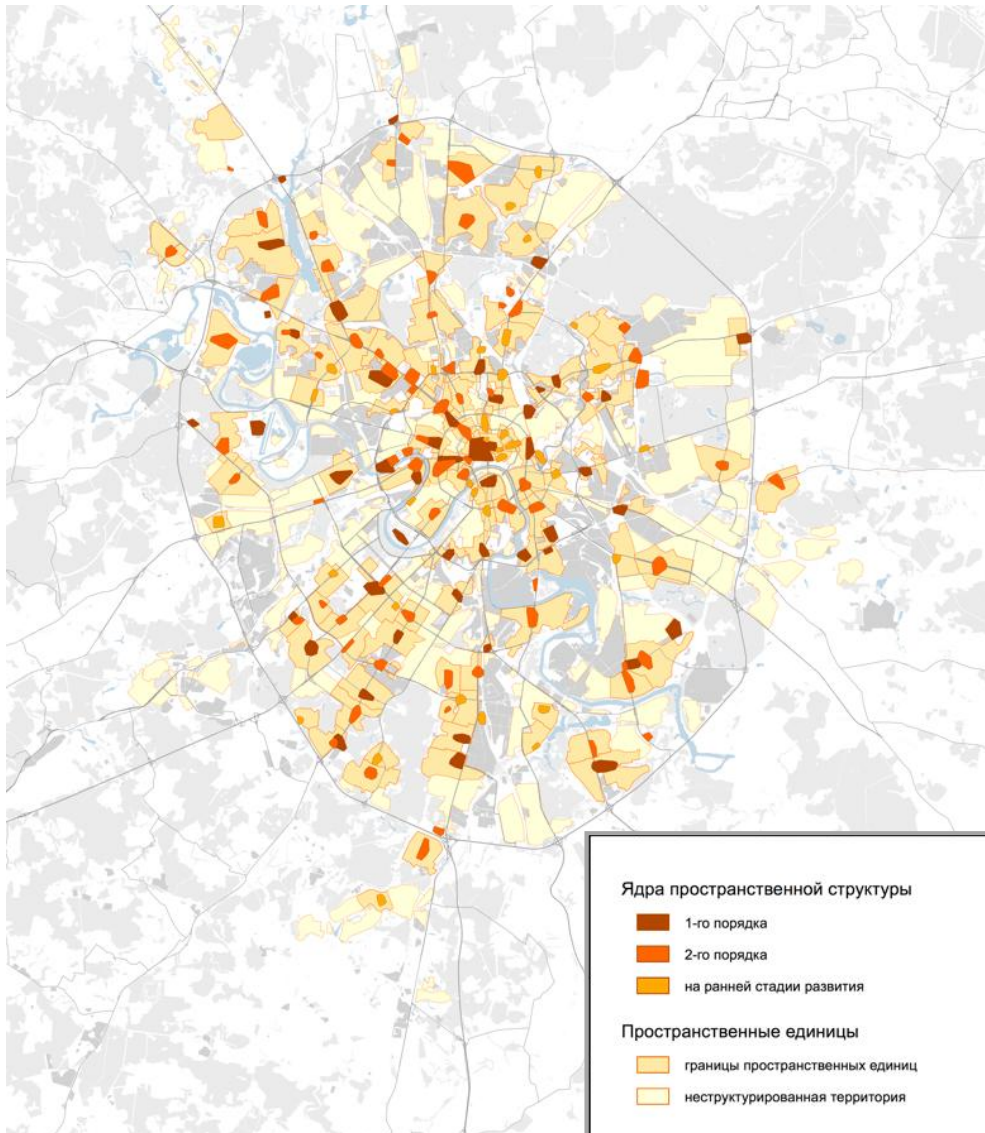 Ядра пространственной структуры
1-го порядка
2-го порядка
на ранней стадии развития
Пространственные единицы
границы пространственных единиц
неструктурированная территория